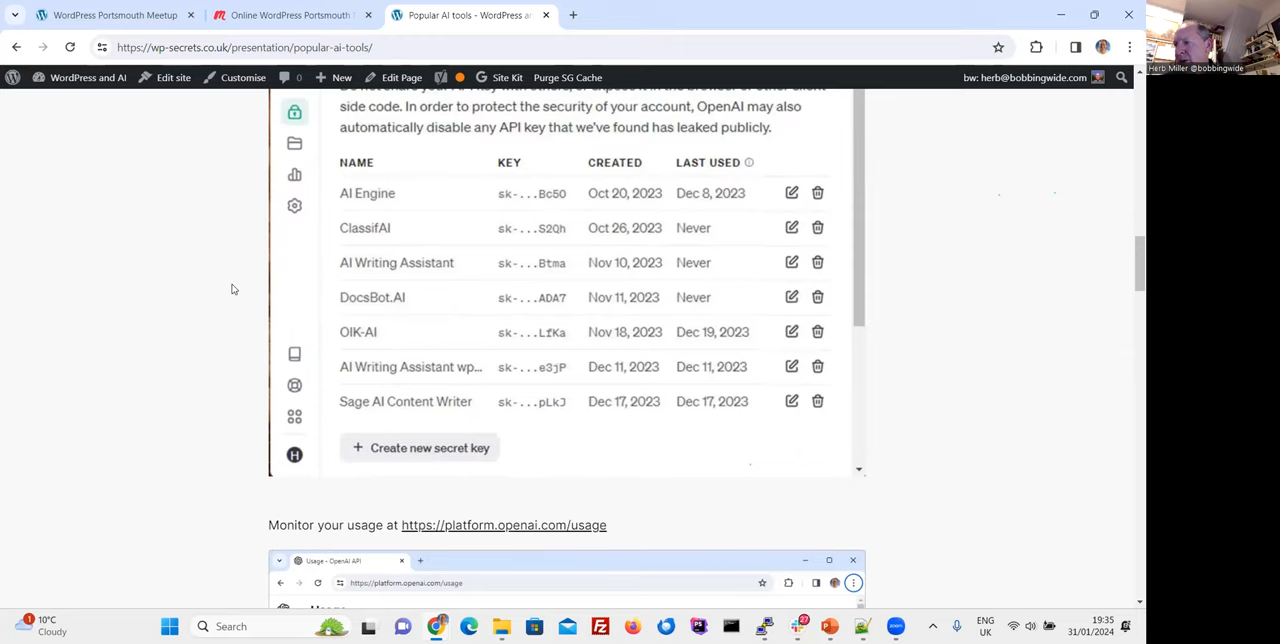 WordPress Portsmouth Meetup
Online WordPress Portsmouth
Popular AI tools - WordPress ar
https://wp-secrets.co.uk/presentation/popular-ai-tools/
Herb Miller @bobbingwide
WordPress and AI
Edit site
Customise
0
New
Edit Page
Site Kit
Purge SG Cache
bw: herb@bobbingwide.com
side code. In order to protect the security of your account, OpenAI may also
automatically disable any API key that we've found has leaked publicly.
NAME KEY CREATED LAST USED
AI Engine sk-...Bc5O Oct 20, 2023 Dec 8, 2023
ClassifAI sk-...S2Qh Oct 26, 2023 Never
AI Writing Assistant sk-...Btma Nov 10, 2023 Never
DocsBot.AI sk-...ADA7 Nov 11, 2023 Never
OIK-AI sk-...LfKa Nov 18, 2023 Dec 19, 2023
AI Writing Assistant wp... sk-...e3jP Dec 11, 2023 Dec 11, 2023
Sage AI Content Writer sk-...pLkJ Dec 17, 2023 Dec 17, 2023
+ Create new secret key
H
Monitor your usage at https://platform.openai.com/usage
Usage - OpenAI API
https://platform.openai.com/usage
1
10°C
Cloudy
Search
27
ENG
UK
19:35
31/01/2024